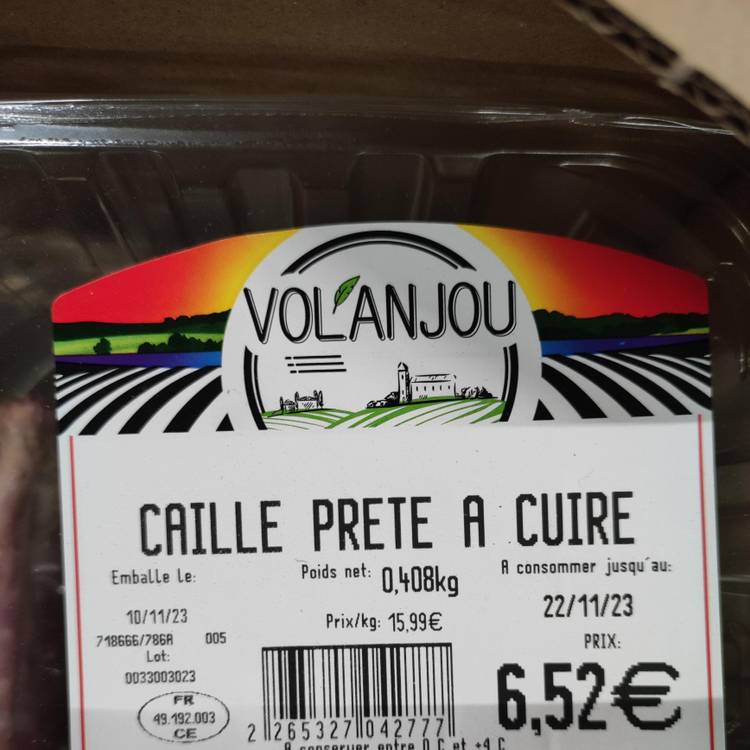 VOL'ANJOU
CAILLE PRETE A CUIRE
Emballe Le: Poids net: 0,408kg A consommer jusqu'au:
10/11/23 Prix/kg: 15,99€ 22/11/23
718666/786A 005 PRIX:
Lot:
0033003023 6,52€
FR
49.192.003
CE
2 265327 042777
A conserver entre 0 C et +4 C